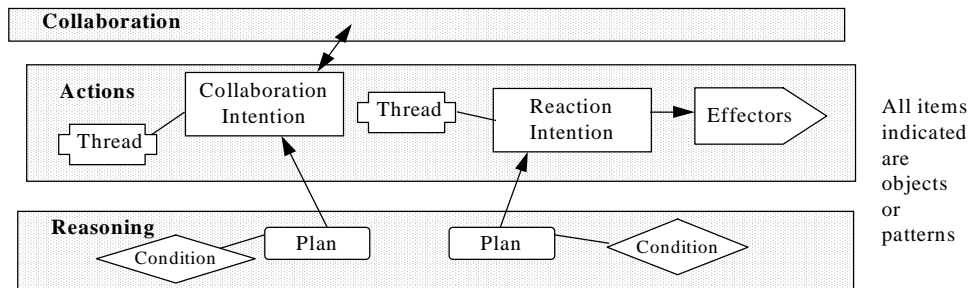 Collaboration
Actions
Collaboration
Intention
Thread
Thread
Reaction
Intention
Effectors
All items
indicated
are
objects
or
patterns
Reasoning
Condition
Plan
Plan
Condition